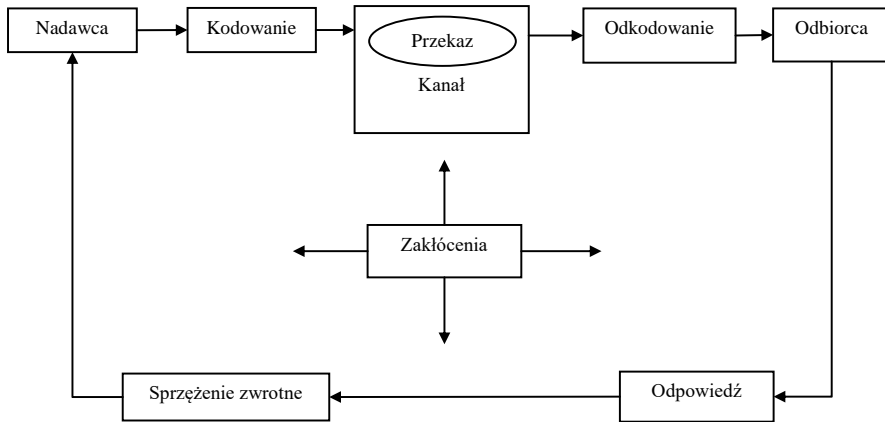 Nadawca
Kodowanie
Przekaz
Kanał
Odkodowanie
Odbiorca
Zakłócenia
Sprzężenie zwrotne
Odpowiedź